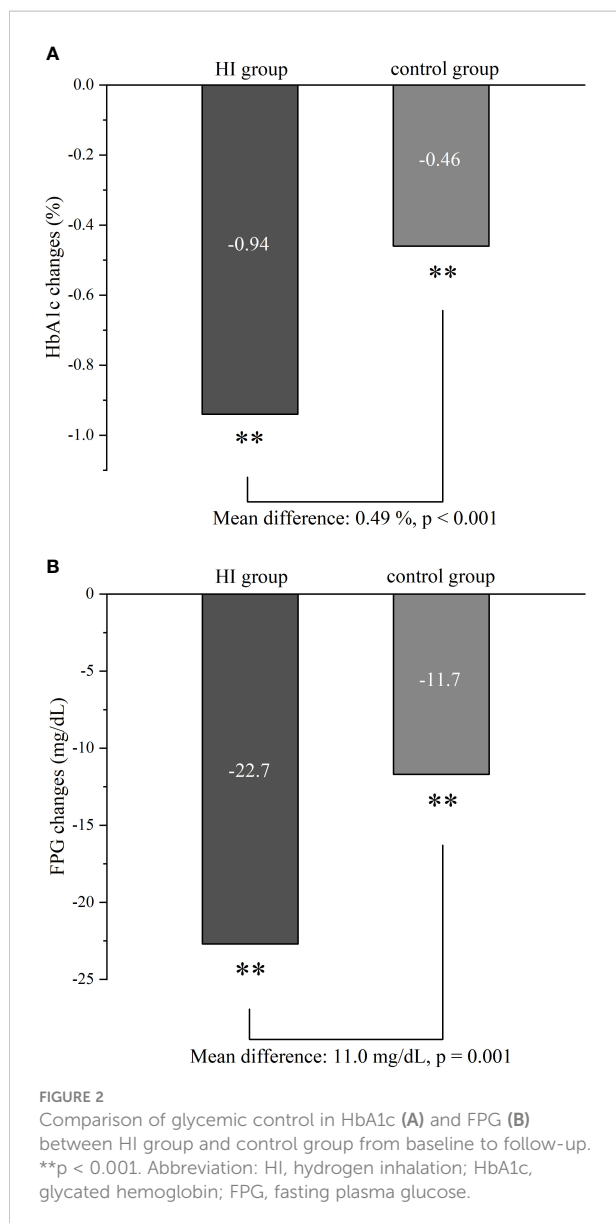 A
HI group
control group
0.0
-0.2
-0.4
-0.6
-0.8
-1.0
HbA1c changes (%)
-0.94
-0.46
**
**
Mean difference: 0.49 %, p < 0.001
B
HI group
control group
0
-5
-10
-15
-20
-25
FPG changes (mg/dL)
-22.7
-11.7
**
**
Mean difference: 11.0 mg/dL, p = 0.001
FIGURE 2
Comparison of glycemic control in HbA1c (A) and FPG (B)
between HI group and control group from baseline to follow-up.
**p < 0.001. Abbreviation: HI, hydrogen inhalation; HbA1c,
glycated hemoglobin; FPG, fasting plasma glucose.